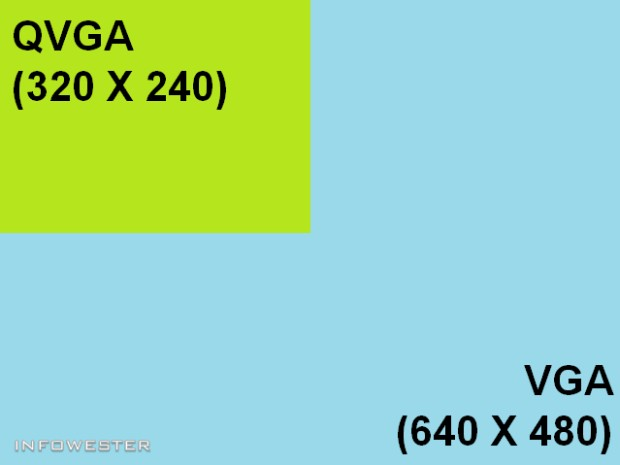 QVGA
(320 X 240)
VGA
(640 X 480)
INFOWESTER